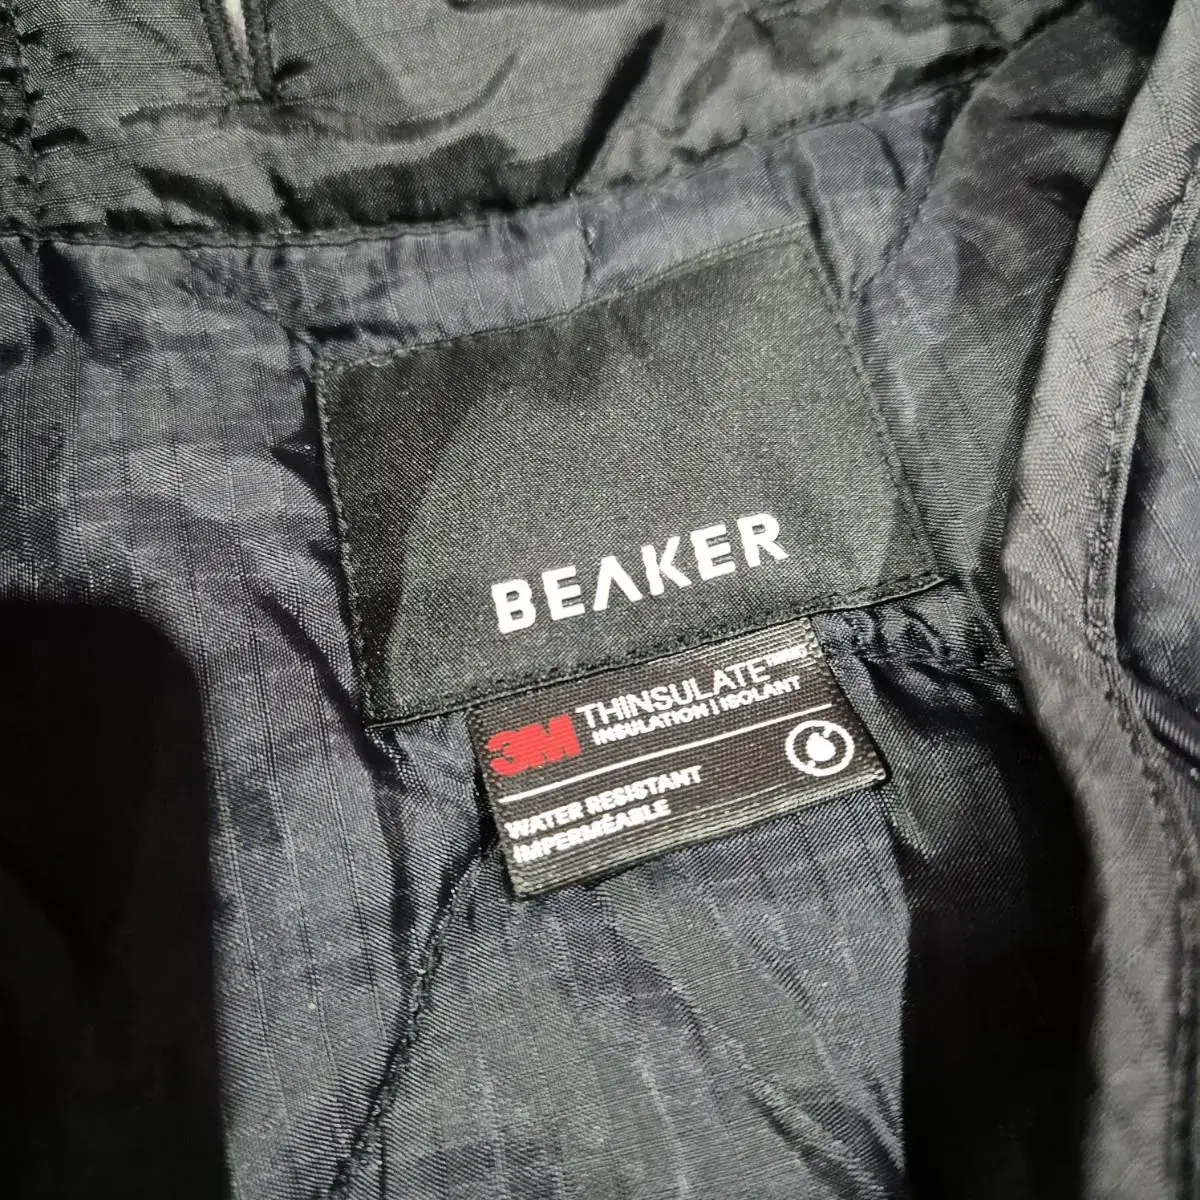 BEAKER
3M THINSULATE
INSULATION | ISOLANT
WATER RESISTANT
IMPERMÉABLE